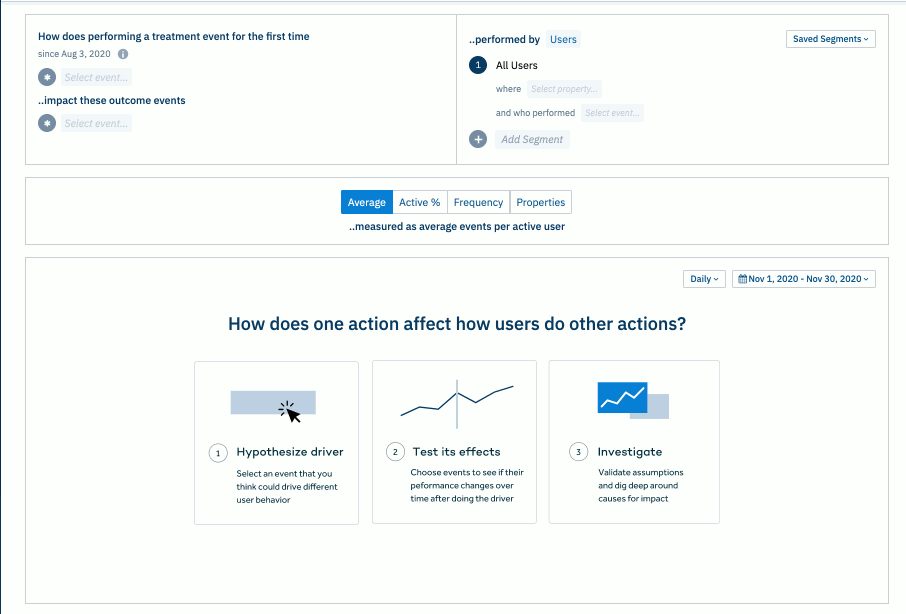 How does performing a treatment event for the first time
since Aug 3, 2020 i
Select event...
..impact these outcome events
Select event...
..performed by Users
Saved Segments
1 All Users
where Select property...
and who performed Select event...
+ Add Segment
Average Active % Frequency Properties
..measured as average events per active user
Daily Nov 1, 2020 - Nov 30, 2020
How does one action affect how users do other actions?
1 Hypothesize driver
Select an event that you
think could drive different
user behavior
2 Test its effects
Choose events to see if their
peformance changes over
time after doing the driver
3 Investigate
Validate assumptions
and dig deep around
causes for impact